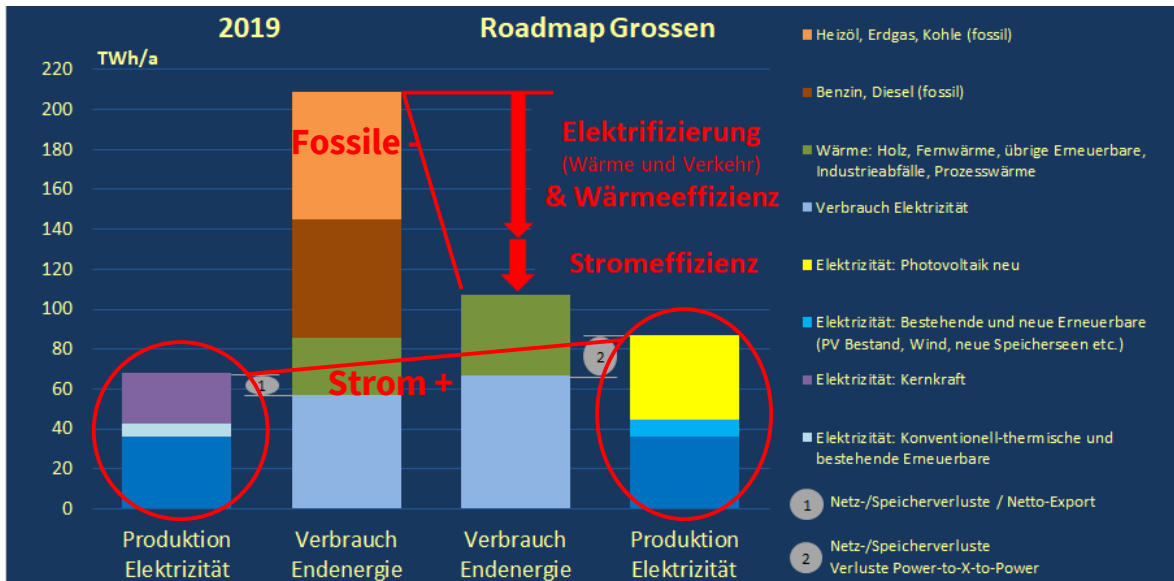 2019
Roadmap Grossen
TWh/a
220
200
180
160
140
120
100
80
60
40
20
0
Fossile -
Elektrifizierung
(Wärme und Verkehr)
& Wärmeeffizienz
Stromeffizienz
Strom +
1
2
Produktion
Elektrizität
Verbrauch
Endenergie
Verbrauch
Endenergie
Produktion
Elektrizität
Heizöl, Erdgas, Kohle (fossil)
Benzin, Diesel (fossil)
Wärme: Holz, Fernwärme, übrige Erneuerbare,
Industrieabfälle, Prozesswärme
Verbrauch Elektrizität
Elektrizität: Photovoltaik neu
Elektrizität: Bestehende und neue Erneuerbare
(PV Bestand, Wind, neue Speicherseen etc.)
Elektrizität: Kernkraft
Elektrizität: Konventionell-thermische und
bestehende Erneuerbare
1 Netz-/Speicherverluste / Netto-Export
2 Netz-/Speicherverluste
Verluste Power-to-X-to-Power